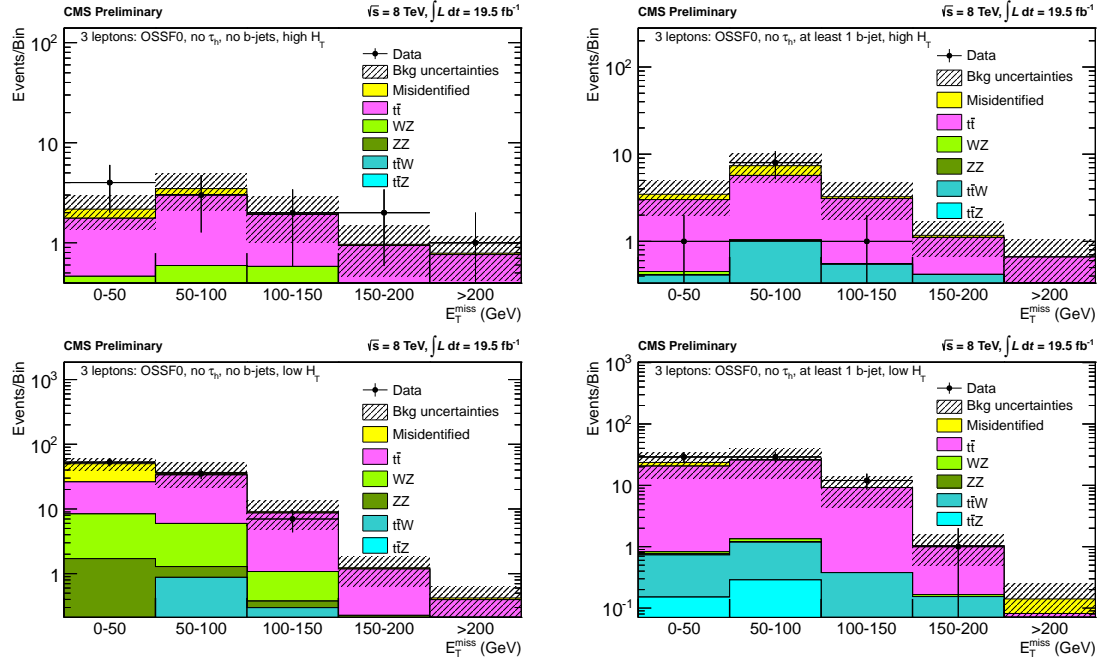 CMS Preliminary
√s = 8 TeV, ∫L dt = 19.5 fb⁻¹
3 leptons: OSSF0, no τ_h, no b-jets, high H_T
Events/Bin
10²
10
1
Data
Bkg uncertainties
Misidentified
tt̄
WZ
ZZ
tt̄W
tt̄Z
0-50 50-100 100-150 150-200 >200
E_T^miss (GeV)
CMS Preliminary
√s = 8 TeV, ∫L dt = 19.5 fb⁻¹
3 leptons: OSSF0, no τ_h, at least 1 b-jet, high H_T
Events/Bin
10²
10
1
Data
Bkg uncertainties
Misidentified
tt̄
WZ
ZZ
tt̄W
tt̄Z
0-50 50-100 100-150 150-200 >200
E_T^miss (GeV)
CMS Preliminary
√s = 8 TeV, ∫L dt = 19.5 fb⁻¹
3 leptons: OSSF0, no τ_h, no b-jets, low H_T
Events/Bin
10³
10²
10
1
Data
Bkg uncertainties
Misidentified
tt̄
WZ
ZZ
tt̄W
tt̄Z
0-50 50-100 100-150 150-200 >200
E_T^miss (GeV)
CMS Preliminary
√s = 8 TeV, ∫L dt = 19.5 fb⁻¹
3 leptons: OSSF0, no τ_h, at least 1 b-jet, low H_T
Events/Bin
10³
10²
10
1
10⁻¹
Data
Bkg uncertainties
Misidentified
tt̄
WZ
ZZ
tt̄W
tt̄Z
0-50 50-100 100-150 150-200 >200
E_T^miss (GeV)